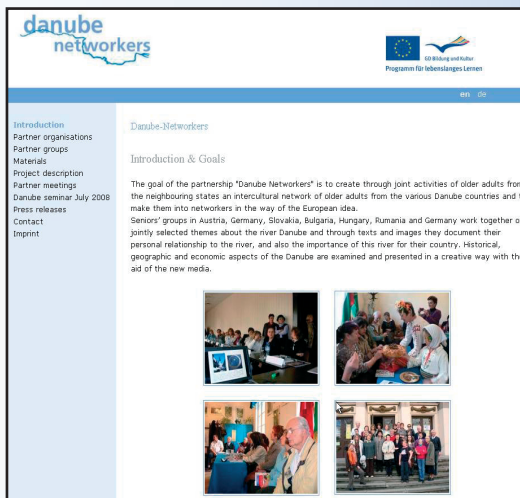 danube
networkers
GD Bildung und Kultur
Programm für lebenslanges Lernen
en de
Introduction
Partner organisations
Partner groups
Materials
Project description
Partner meetings
Danube seminar July 2008
Press releases
Contact
Imprint
Danube-Networkers
Introduction & Goals
The goal of the partnership "Danube Networkers" is to create through joint activities of older adults from
the neighbouring states an intercultural network of older adults from the various Danube countries and
make them into networkers in the way of the European idea.
Seniors' groups in Austria, Germany, Slovakia, Bulgaria, Hungary, Rumania and Germany work together
jointly selected themes about the river Danube and through texts and images they document their
personal relationship to the river, and also the importance of this river for their country. Historical,
geographic and economic aspects of the Danube are examined and presented in a creative way with
aid of the new media.